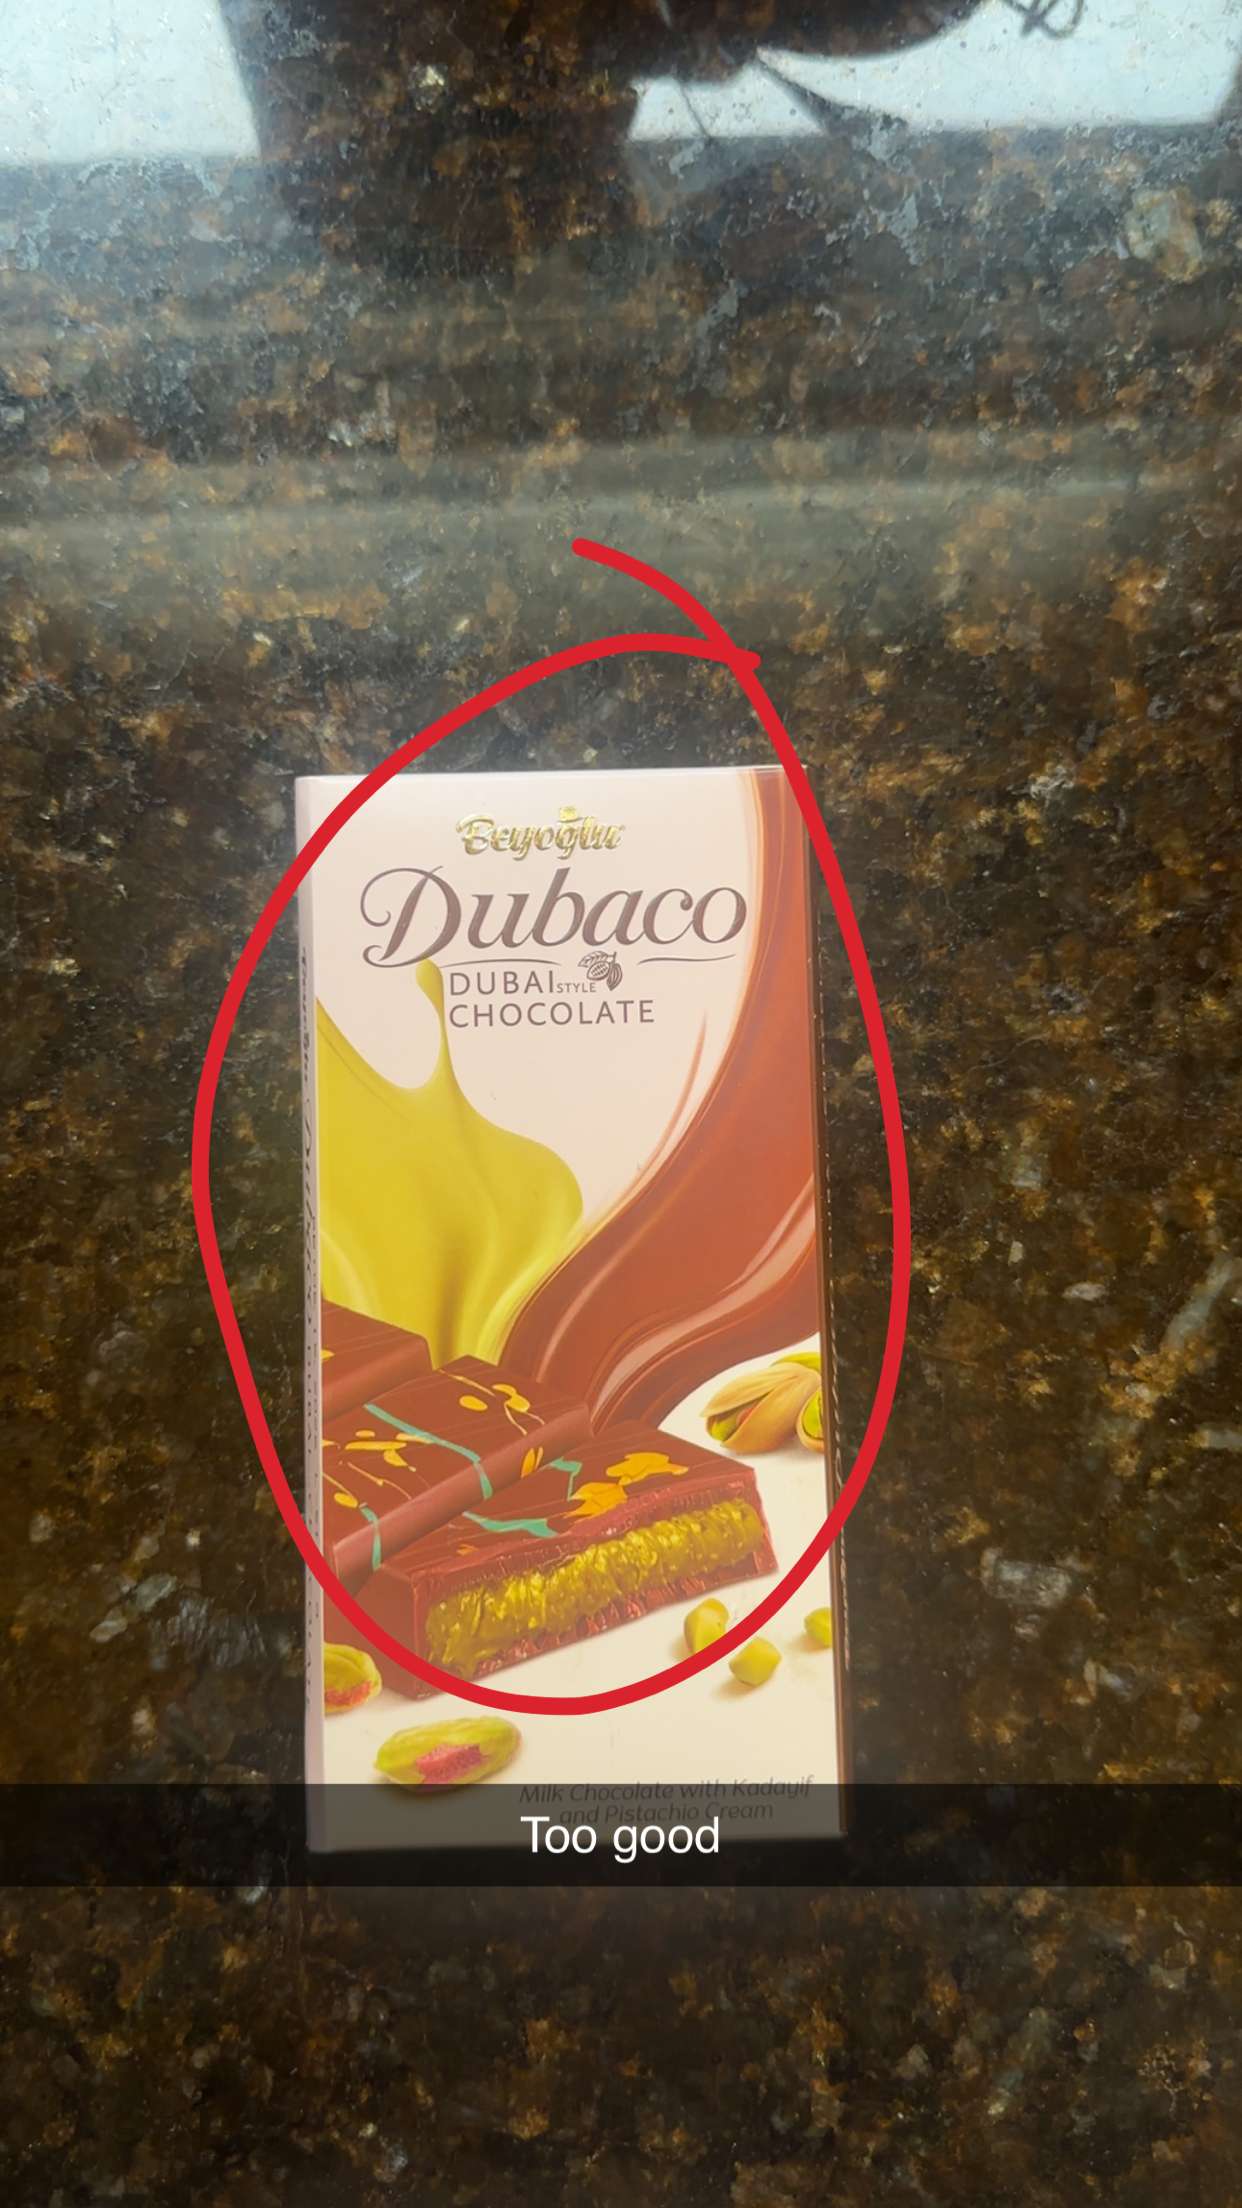 Beyoğlu
Dubaco
DUBAI STYLE
CHOCOLATE
Milk Chocolate with Kadayif
and Pistachio Cream
Too good